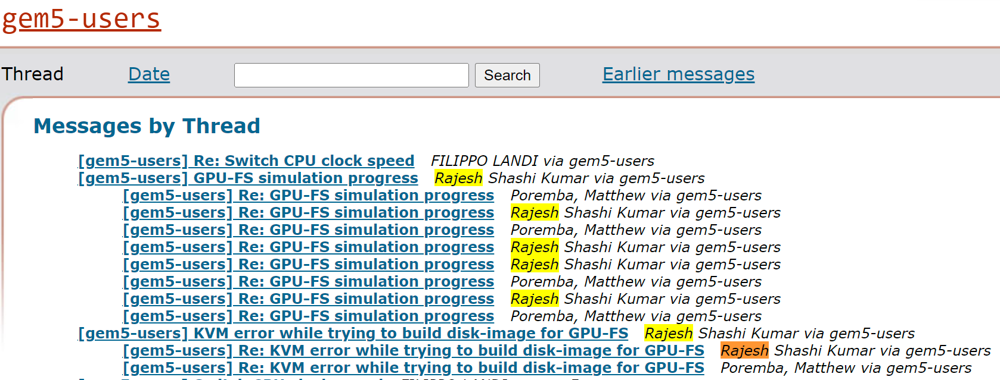 gem5-users
Thread Date Search Earlier messages
Messages by Thread
[gem5-users] Re: Switch CPU clock speed FILIPPO LANDI via gem5-users
[gem5-users] GPU-FS simulation progress Rajesh Shashi Kumar via gem5-users
[gem5-users] Re: GPU-FS simulation progress Poremba, Matthew via gem5-users
[gem5-users] Re: GPU-FS simulation progress Rajesh Shashi Kumar via gem5-users
[gem5-users] Re: GPU-FS simulation progress Poremba, Matthew via gem5-users
[gem5-users] Re: GPU-FS simulation progress Rajesh Shashi Kumar via gem5-users
[gem5-users] Re: GPU-FS simulation progress Rajesh Shashi Kumar via gem5-users
[gem5-users] Re: GPU-FS simulation progress Poremba, Matthew via gem5-users
[gem5-users] Re: GPU-FS simulation progress Rajesh Shashi Kumar via gem5-users
[gem5-users] Re: GPU-FS simulation progress Poremba, Matthew via gem5-users
[gem5-users] KVM error while trying to build disk-image for GPU-FS Rajesh Shashi Kumar via gem5-users
[gem5-users] Re: KVM error while trying to build disk-image for GPU-FS Rajesh Shashi Kumar via gem5-users
[gem5-users] Re: KVM error while trying to build disk-image for GPU-FS Poremba, Matthew via gem5-users